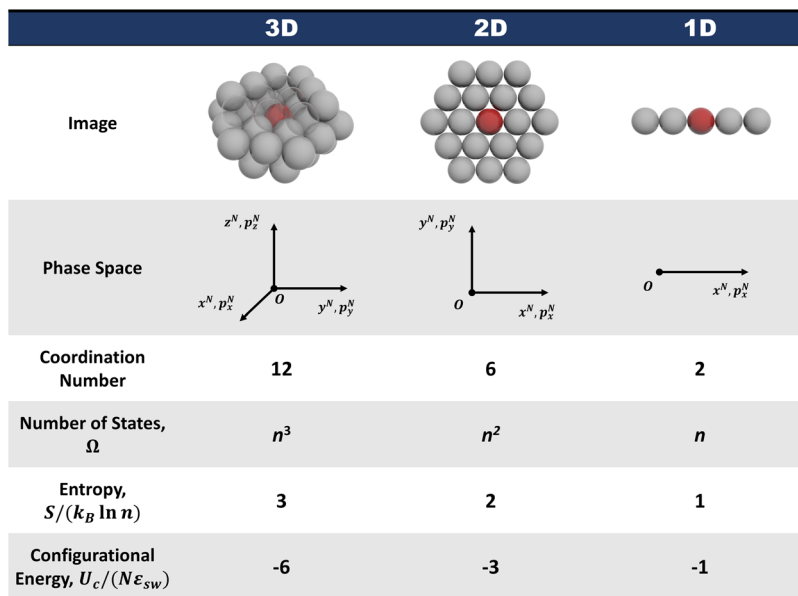 3D 2D 1D
Image
Phase Space
z^N, p_z^N
x^N, p_x^N
O
y^N, p_y^N
y^N, p_y^N
O
x^N, p_x^N
O
x^N, p_x^N
Coordination
Number
12 6 2
Number of States,
Ω
n³ n² n
Entropy,
S/(k_B ln n)
3 2 1
Configurational
Energy, U_c/(Nε_sw)
-6 -3 -1